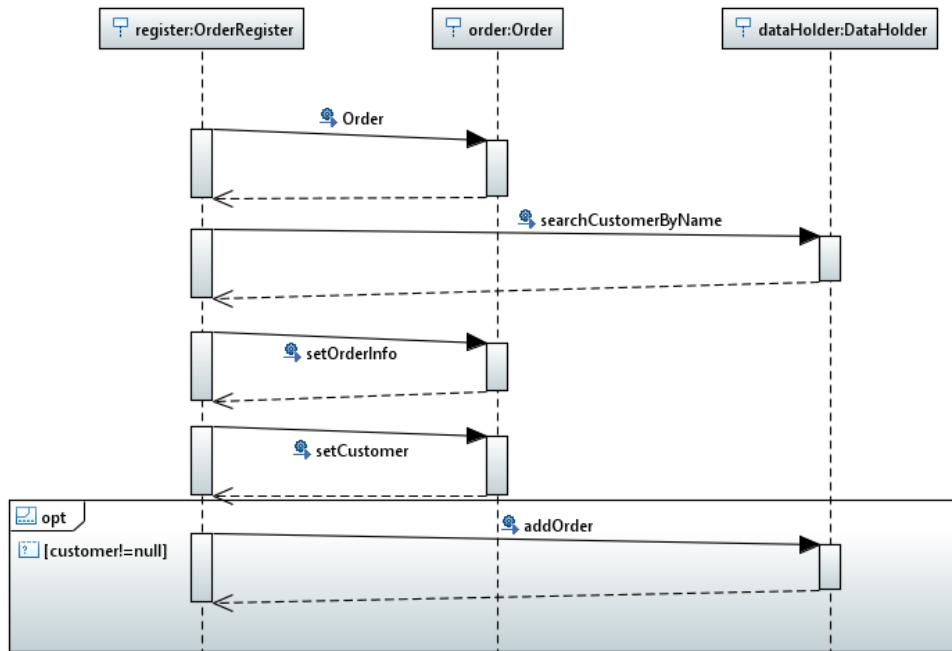 register:OrderRegister
order:Order
dataHolder:DataHolder
Order
searchCustomerByName
setOrderInfo
setCustomer
opt
addOrder
[customer!=null]